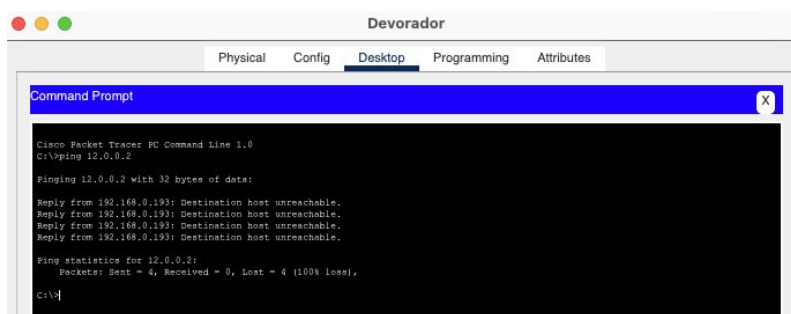 Devorador
Physical Config Desktop Programming Attributes
Command Prompt
X
Cisco Packet Tracer PC Command Line 1.0
C:\>ping 12.0.0.2
Pinging 12.0.0.2 with 32 bytes of data:
Reply from 192.168.0.193: Destination host unreachable.
Reply from 192.168.0.193: Destination host unreachable.
Reply from 192.168.0.193: Destination host unreachable.
Reply from 192.168.0.193: Destination host unreachable.
Ping statistics for 12.0.0.2:
Packets: Sent = 4, Received = 0, Lost = 4 (100% loss),
C:\>